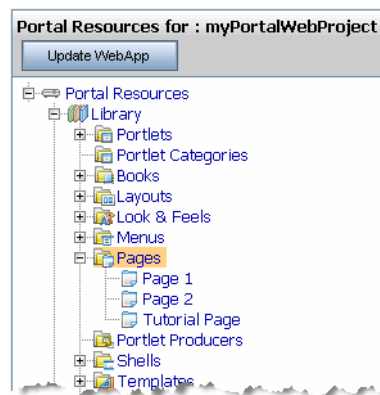 Portal Resources for : myPortalWebProject
Update WebApp
Portal Resources
Library
Portlets
Portlet Categories
Books
Layouts
Look & Feels
Menus
Pages
Page 1
Page 2
Tutorial Page
Portlet Producers
Shells
Templates